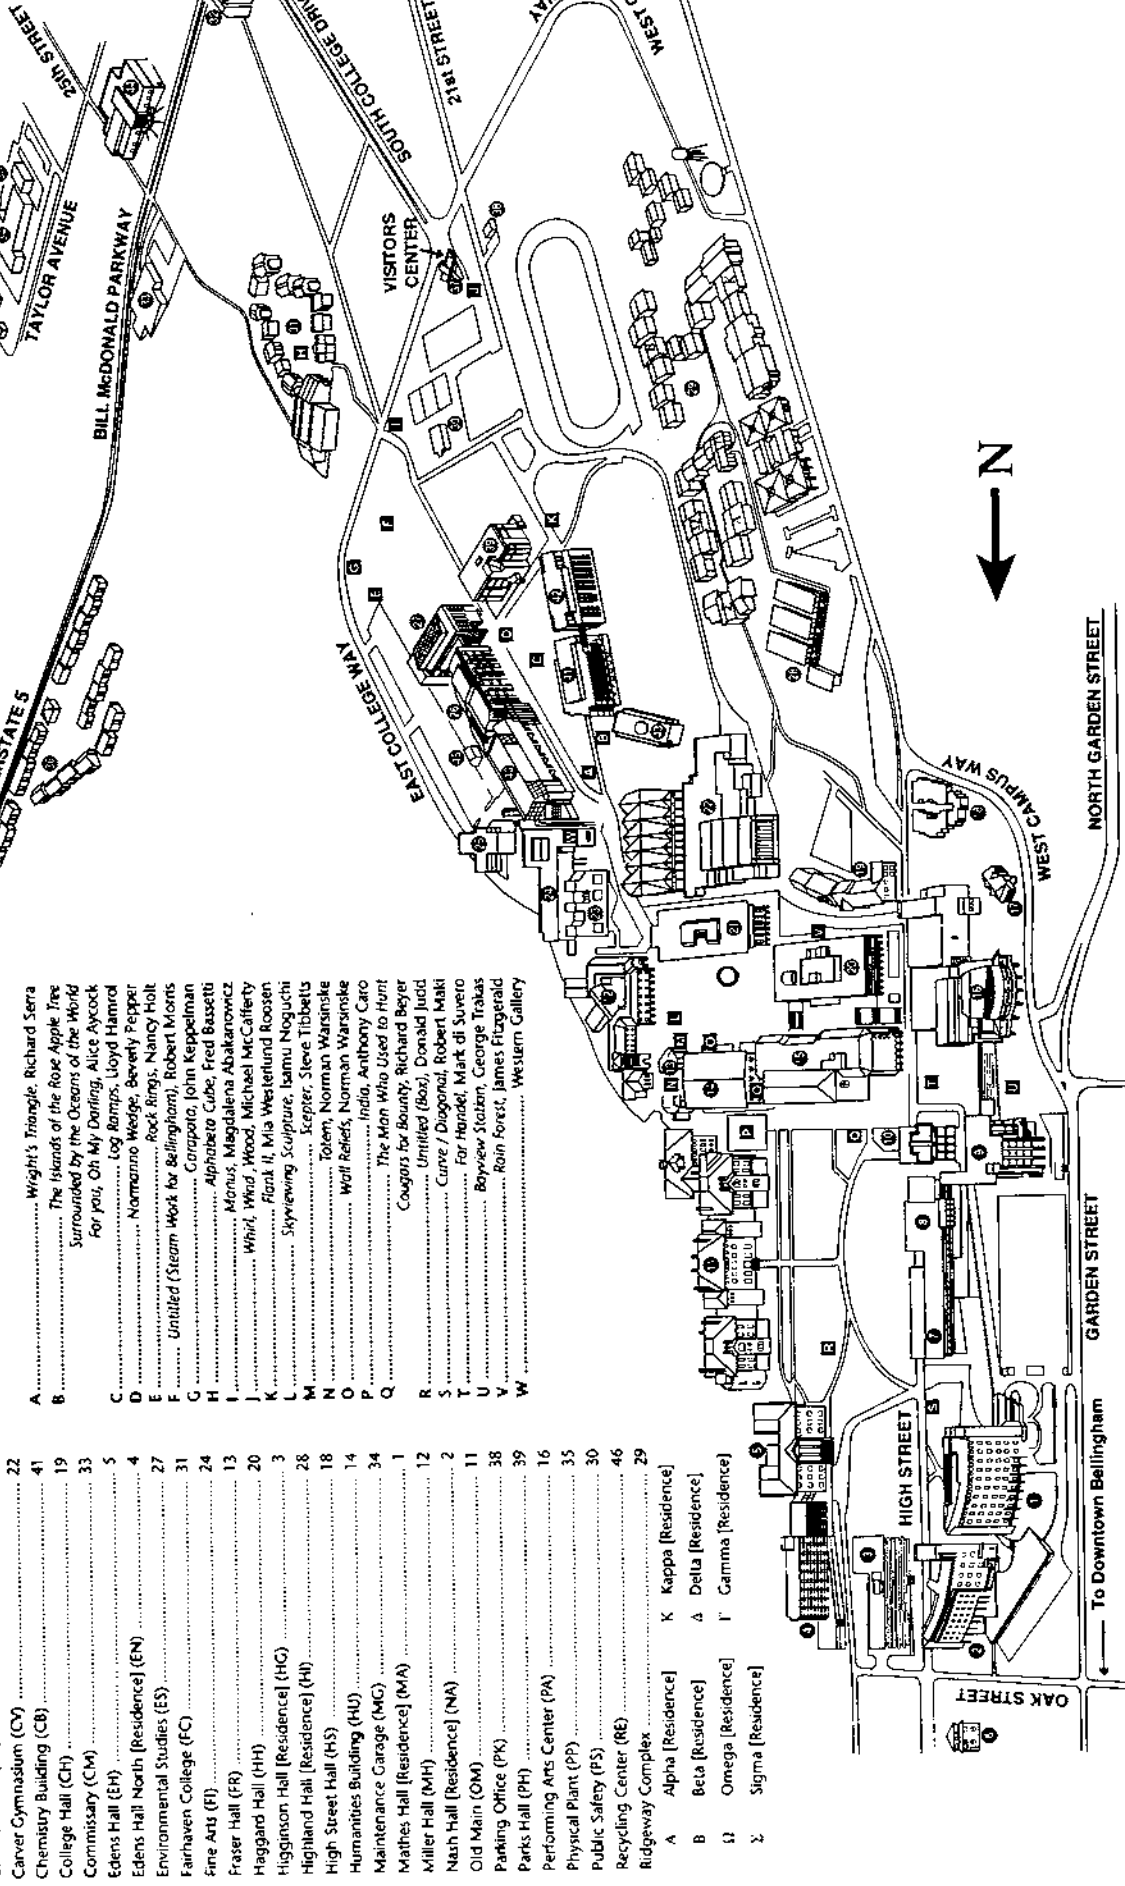 Carver Gymnasium (CV) 22
Chemistry Building (CB) 41
College Hall (CH) 19
Commissary (CM) 33
Edens Hall (EH) 5
Edens Hall North [Residence] (EN) 4
Environmental Studies (ES) 27
Fairhaven College (FC) 31
Fine Arts (FI) 24
Fraser Hall (FR) 13
Haggard Hall (HH) 20
Higginson Hall [Residence] (HG) 3
Highland Hall [Residence] (HI) 28
High Street Hall (HS) 18
Humanities Building (HU) 14
Maintenance Garage (MG) 34
Mathes Hall [Residence] (MA) 1
Miller Hall (MH) 12
Nash Hall [Residence] (NA) 2
Old Main (OM) 11
Parking Office (PK) 38
Parks Hall (PH) 39
Performing Arts Center (PA) 16
Physical Plant (PP) 35
Public Safety (PS) 30
Recycling Center (RE) 46
Ridgeway Complex 29
A Alpha [Residence] K Kappa [Residence]
B Beta [Residence] Δ Delta [Residence]
Ω Omega [Residence] Γ Gamma [Residence]
Σ Sigma [Residence]
A Wright's Triangle, Richard Serra
B The Islands of the Rose Apple Tree
Surrounded by the Oceans of the World
For you, Oh My Darling, Alice Aycock
C Log Ramps, Lloyd Hamrol
D Normanno Wedge, Beverly Pepper
E Rock Rings, Nancy Holt
F Untitled (Steam Work for Bellingham), Robert Morris
G Garapata, John Keppelman
H Alphabeta Cube, Fred Bassetti
I Manus, Magdalena Abakanowicz
J Whirl, Wind, Wood, Michael McCafferty
K Flank II, Mia Westerlund Roosen
L Skyviewing Sculpture, Isamu Noguchi
M Scepter, Steve Tibbetts
N Totem, Norman Warsinske
O Wall Reliefs, Norman Warsinske
P India, Anthony Caro
Q The Man Who Used to Hunt
Cougars for Bounty, Richard Beyer
R Untitled (Box), Donald Judd
S Curve / Diagonal, Robert Maki
T For Handel, Mark di Suvero
U Bayview Station, George Trakas
V Rain Forest, James Fitzgerald
W Western Gallery
25th STREET
TAYLOR AVENUE
BILL McDONALD PARKWAY
SOUTH COLLEGE DRIV
21st STREET
WAY
WEST C
VISITORS
CENTER
RSTATE 5
EAST COLLEGE WAY
N
WEST CAMPUS WAY
NORTH GARDEN STREET
GARDEN STREET
HIGH STREET
OAK STREET
To Downtown Bellingham